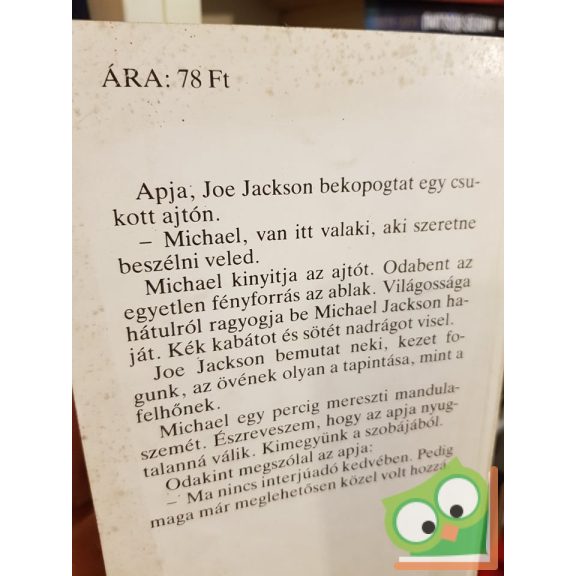 ÁRA: 78 Ft
Apja, Joe Jackson bekopogtat egy csu-
kott ajtón.
– Michael, van itt valaki, aki szeretne
beszélni veled.
Michael kinyitja az ajtót. Odabent az
egyetlen fényforrás az ablak. Világossága
hátulról ragyogja be Michael Jackson ha-
ját. Kék kabátot és sötét nadrágot visel.
Joe Jackson bemutat neki, kezet fo-
gunk, az övének olyan a tapintása, mint a
felhőnek.
Michael egy percig mereszti mandula-
szemét. Észreveszem, hogy az apja nyug-
talanná válik. Kimegyünk a szobájából.
Odakint megszólal az apja:
– Ma nincs interjúadó kedvében. Pedig
maga már meglehetősen közel volt hozzá